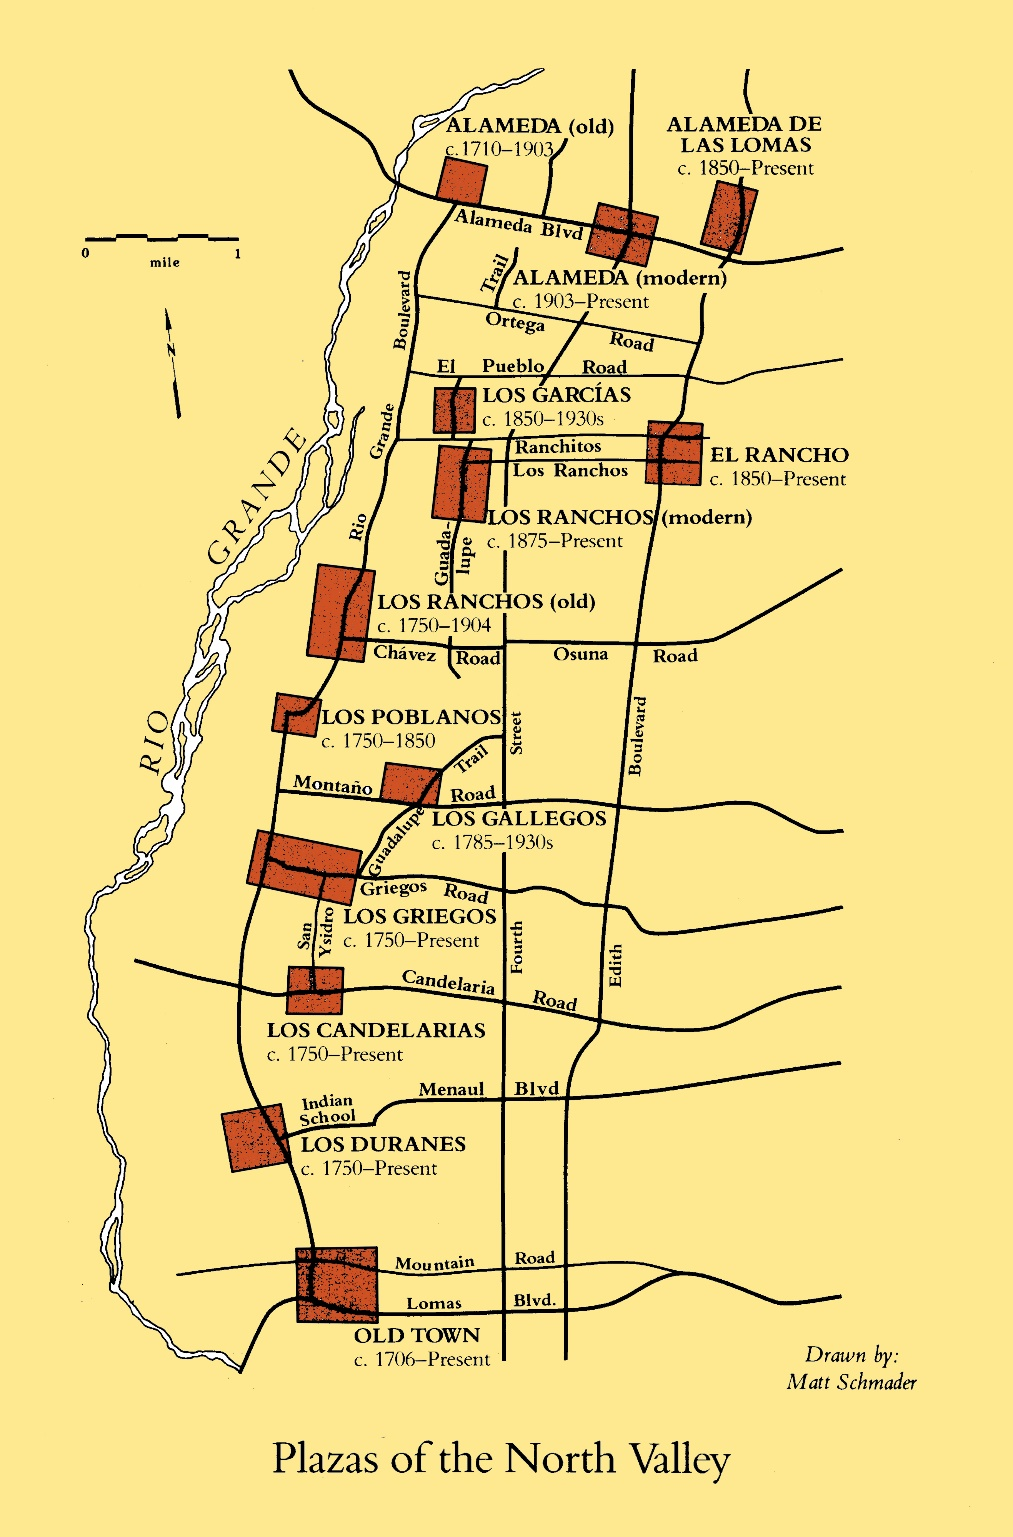 ALAMEDA (old)
c.1710–1903
ALAMEDA DE
LAS LOMAS
c. 1850–Present
Alameda Blvd
0 1
mile
N
Trail
ALAMEDA (modern)
c. 1903–Present
Boulevard
Ortega Road
El Pueblo Road
LOS GARCÍAS
c. 1850–1930s
Grande
Ranchitos
Los Ranchos
EL RANCHO
c. 1850–Present
LOS RANCHOS (modern)
c. 1875–Present
Rio
Guada-
lupe
GRANDE
LOS RANCHOS (old)
c. 1750–1904
Chávez Road
Osuna Road
RIO
LOS POBLANOS
c. 1750–1850
Street
Boulevard
Trail
Montaño Road
LOS GALLEGOS
c. 1785–1930s
Guadalupe
Griegos Road
LOS GRIEGOS
c. 1750–Present
San
Ysidro
Fourth
Edith
Candelaria Road
LOS CANDELARIAS
c. 1750–Present
Menaul Blvd
Indian
School
LOS DURANES
c. 1750–Present
Mountain Road
Lomas Blvd.
OLD TOWN
c. 1706–Present
Drawn by:
Matt Schmader
Plazas of the North Valley